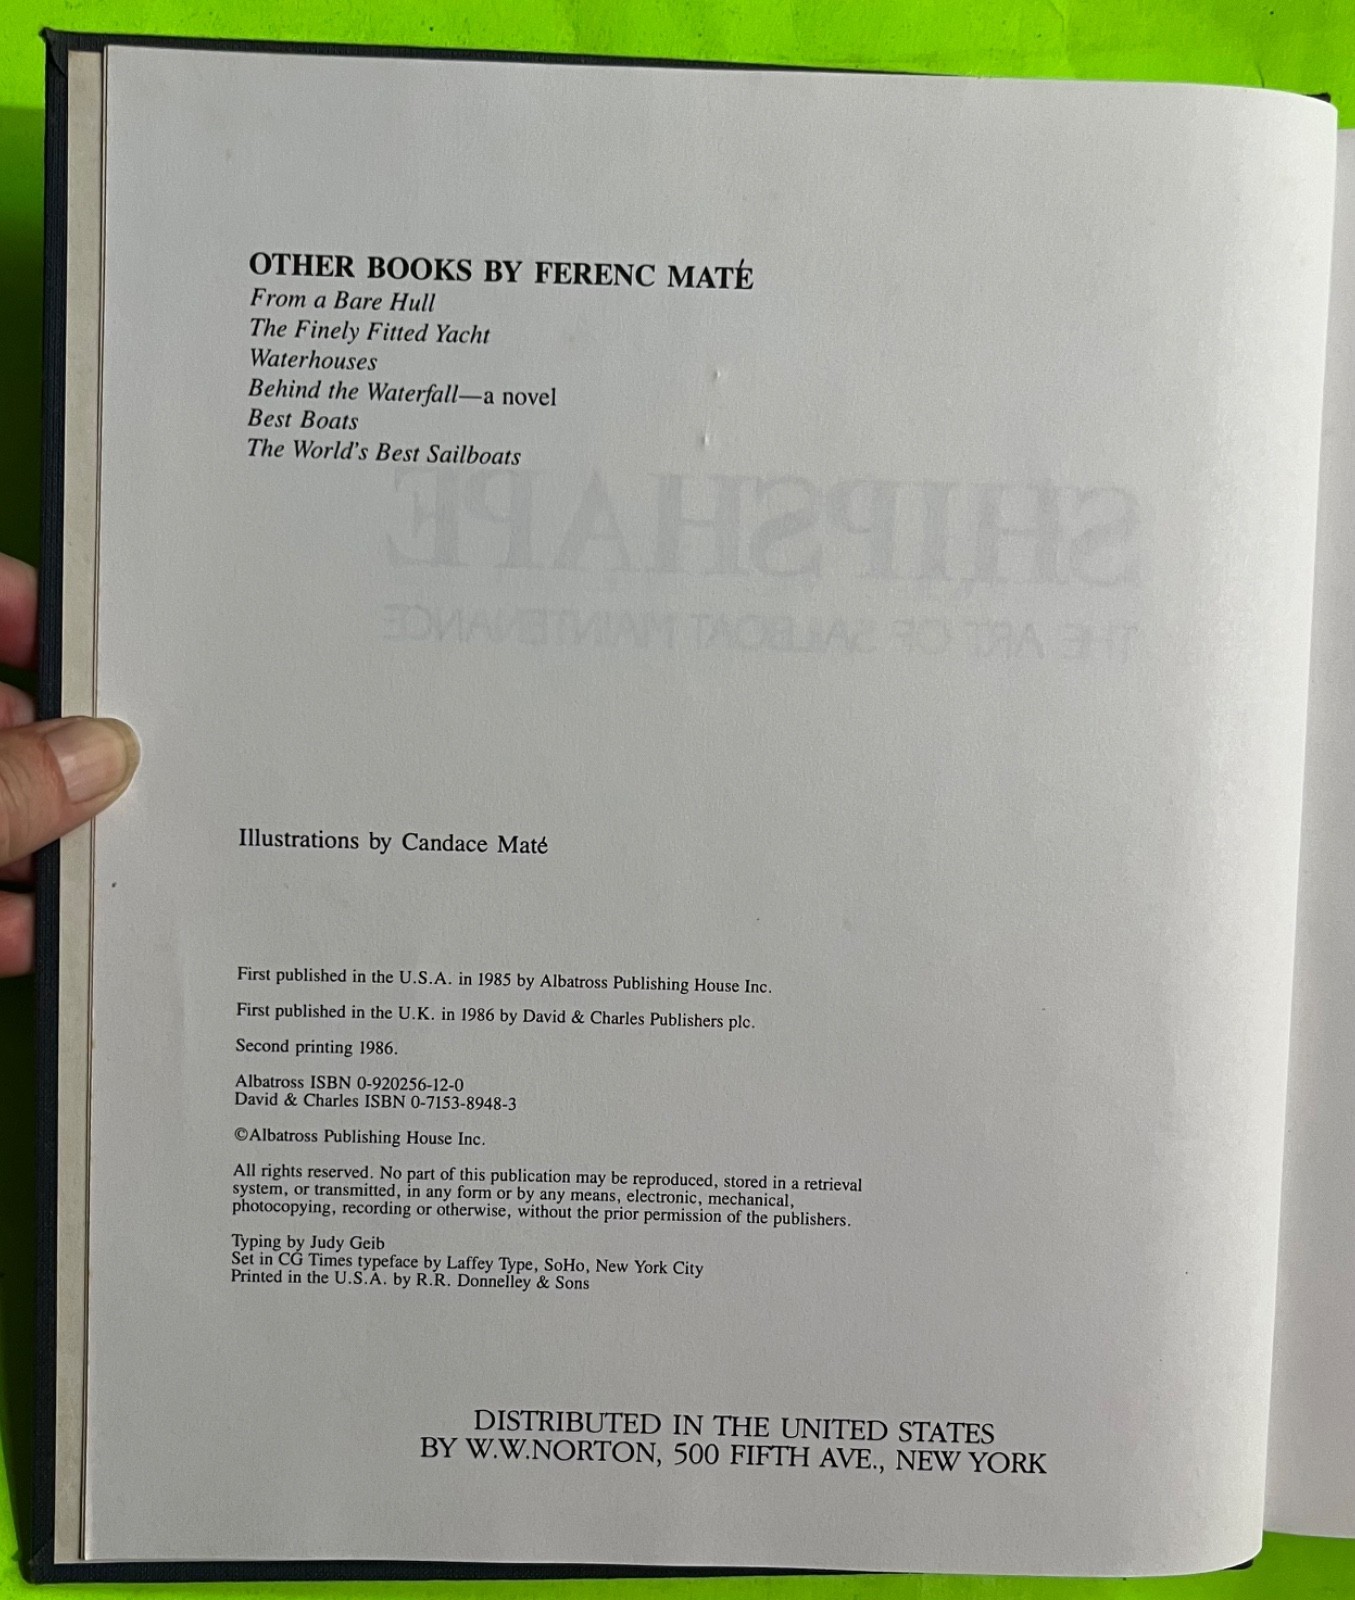 OTHER BOOKS BY FERENC MATÉ
From a Bare Hull
The Finely Fitted Yacht
Waterhouses
Behind the Waterfall—a novel
Best Boats
The World's Best Sailboats
SHIPSHAPE
THE ART OF SAILBOAT MAINTENANCE
Illustrations by Candace Maté
First published in the U.S.A. in 1985 by Albatross Publishing House Inc.
First published in the U.K. in 1986 by David & Charles Publishers plc.
Second printing 1986.
Albatross ISBN 0-920256-12-0
David & Charles ISBN 0-7153-8948-3
©Albatross Publishing House Inc.
All rights reserved. No part of this publication may be reproduced, stored in a retrieval
system, or transmitted, in any form or by any means, electronic, mechanical,
photocopying, recording or otherwise, without the prior permission of the publishers.
Typing by Judy Geib
Set in CG Times typeface by Laffey Type, SoHo, New York City
Printed in the U.S.A. by R.R. Donnelley & Sons
DISTRIBUTED IN THE UNITED STATES
BY W.W.NORTON, 500 FIFTH AVE., NEW YORK